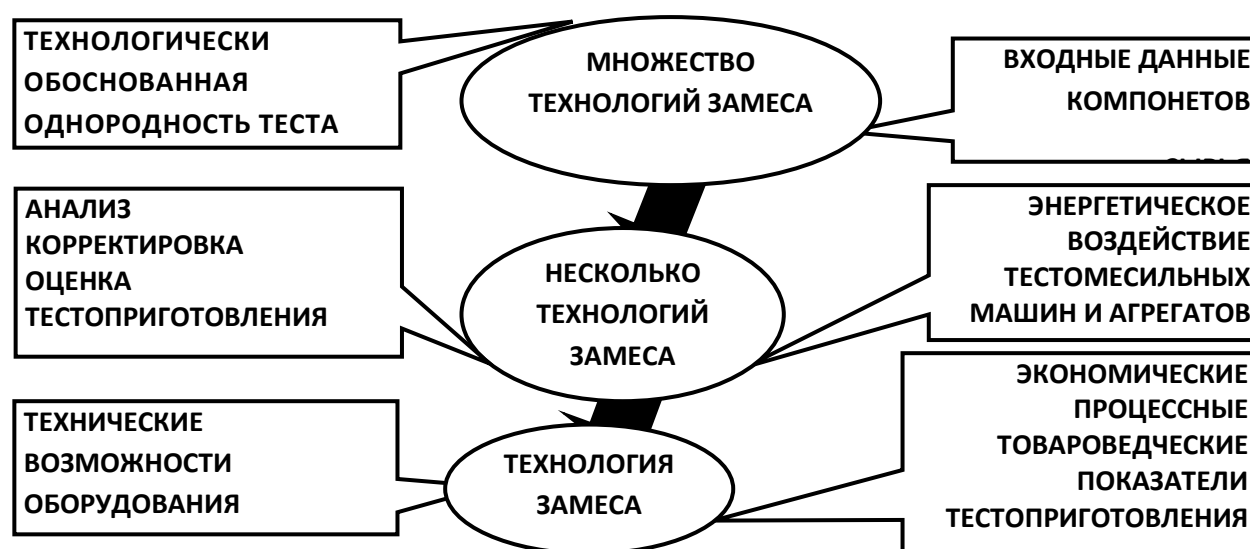 ТЕХНОЛОГИЧЕСКИ
ОБОСНОВАННАЯ
ОДНОРОДНОСТЬ ТЕСТА
МНОЖЕСТВО
ТЕХНОЛОГИЙ ЗАМЕСА
ВХОДНЫЕ ДАННЫЕ
КОМПОНЕТОВ
АНАЛИЗ
КОРРЕКТИРОВКА
ОЦЕНКА
ТЕСТОПРИГОТОВЛЕНИЯ
НЕСКОЛЬКО
ТЕХНОЛОГИЙ
ЗАМЕСА
ЭНЕРГЕТИЧЕСКОЕ
ВОЗДЕЙСТВИЕ
ТЕСТОМЕСИЛЬНЫХ
МАШИН И АГРЕГАТОВ
ТЕХНИЧЕСКИЕ
ВОЗМОЖНОСТИ
ОБОРУДОВАНИЯ
ТЕХНОЛОГИЯ
ЗАМЕСА
ЭКОНОМИЧЕСКИЕ
ПРОЦЕССНЫЕ
ТОВАРОВЕДЧЕСКИЕ
ПОКАЗАТЕЛИ
ТЕСТОПРИГОТОВЛЕНИЯ